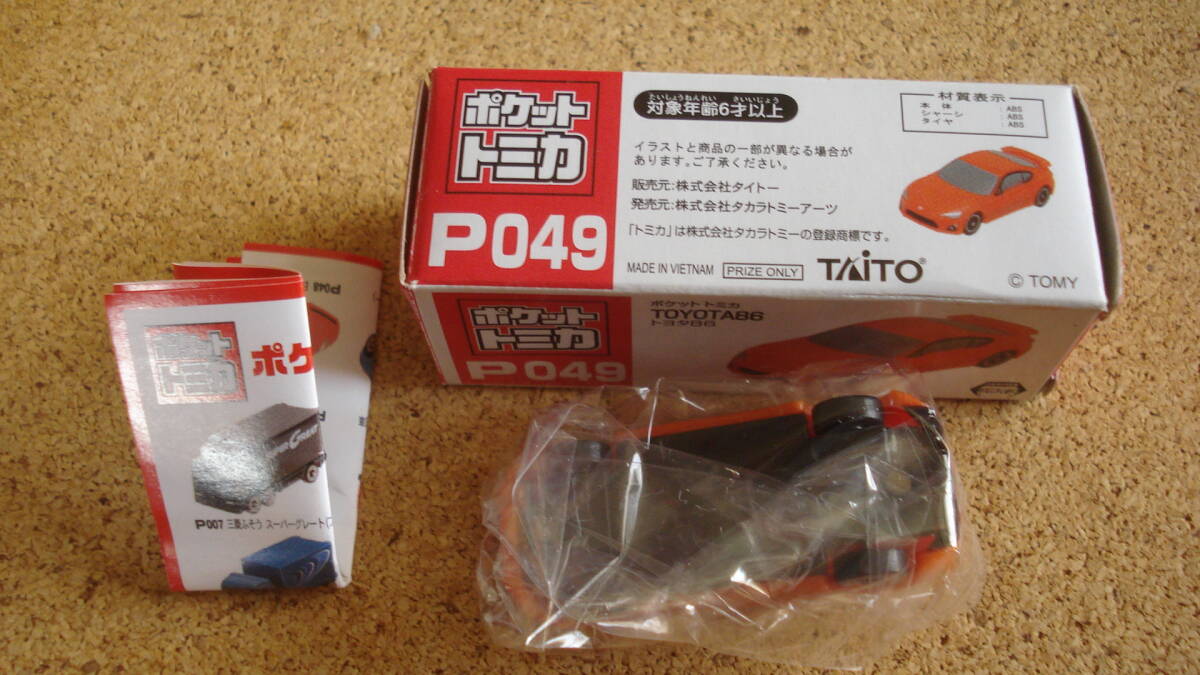 ポケット
トミカ
P049
たいしょうねんれい さいいじょう
対象年齢6才以上
材質表示
本体 : ABS
シャーシ : ABS
タイヤ : ABS
イラストと商品の一部が異なる場合が
あります。ご了承ください。
販売元:株式会社タイトー
発売元:株式会社タカラトミーアーツ
「トミカ」は株式会社タカラトミーの登録商標です。
MADE IN VIETNAM PRIZE ONLY TAITO®
© TOMY
ポケット
トミカ
P049
ポケットトミカ
TOYOTA86
トヨタ86
ポケット
トミカ
ポケ
P007 三菱ふそう スーパーグレート
P048